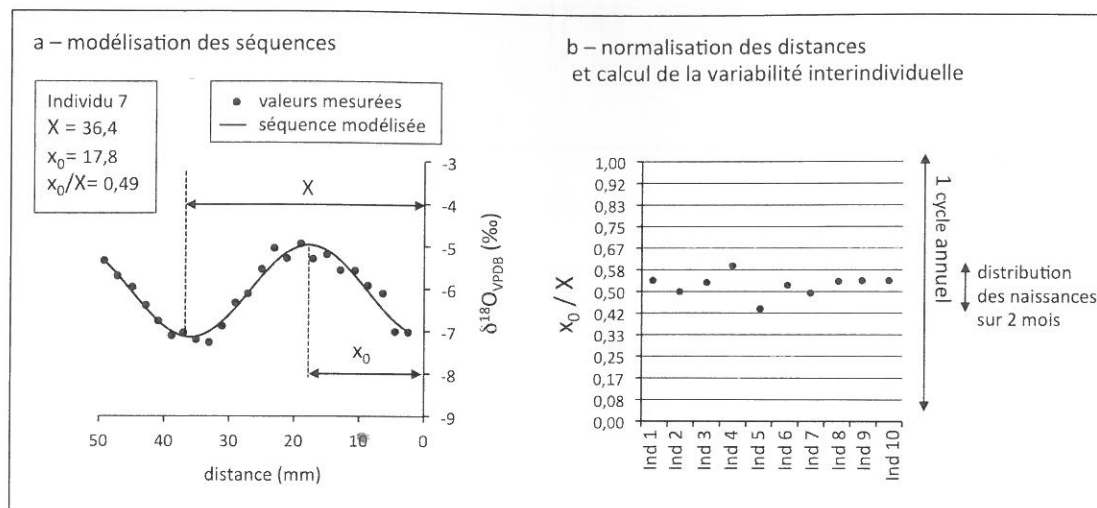 a – modélisation des séquences
Individu 7
X = 36,4
x₀= 17,8
x₀/X= 0,49
valeurs mesurées
séquence modélisée
X
x₀
-3
-4
-5
-6
-7
-8
-9
δ¹⁸O_VPDB (‰)
50
40
30
20
10
0
distance (mm)
b – normalisation des distances
et calcul de la variabilité interindividuelle
1,00
0,92
0,83
0,75
0,67
0,58
0,50
0,42
0,33
0,25
0,17
0,08
0,00
x₀ / X
Ind 1
Ind 2
Ind 3
Ind 4
Ind 5
Ind 6
Ind 7
Ind 8
Ind 9
Ind 10
1 cycle annuel
distribution
des naissances
sur 2 mois